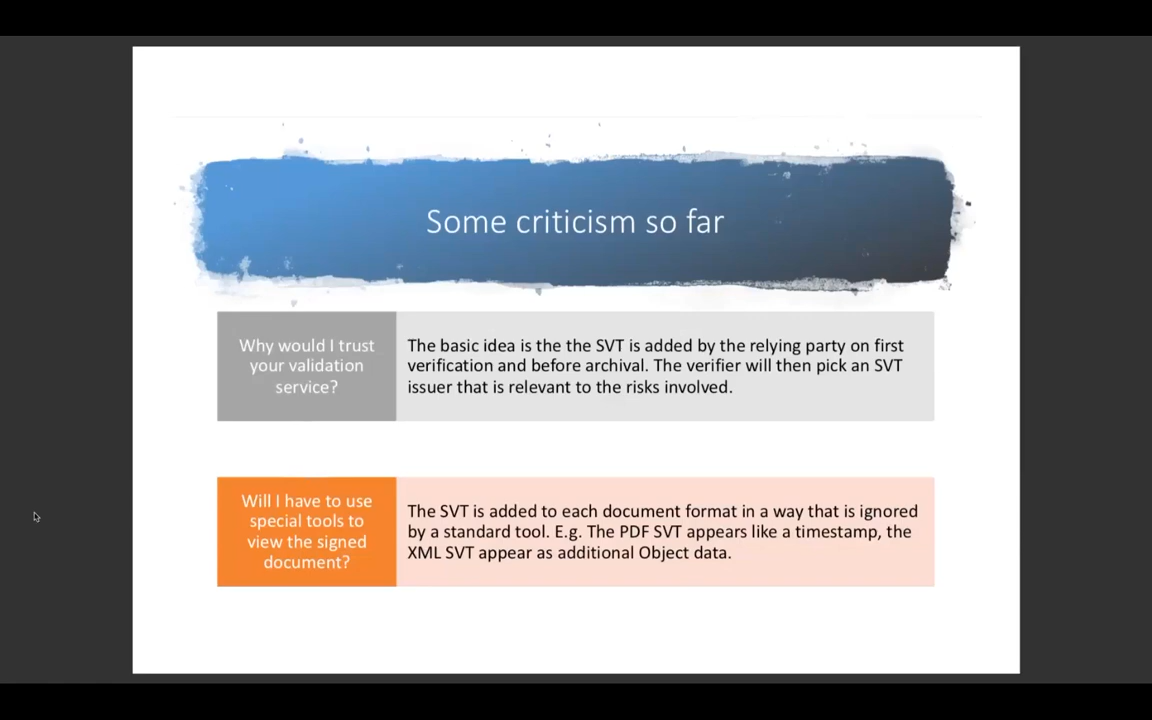 Some criticism so far
Why would I trust
your validation
service?
The basic idea is the the SVT is added by the relying party on first
verification and before archival. The verifier will then pick an SVT
issuer that is relevant to the risks involved.
Will I have to use
special tools to
view the signed
document?
The SVT is added to each document format in a way that is ignored
by a standard tool. E.g. The PDF SVT appears like a timestamp, the
XML SVT appear as additional Object data.